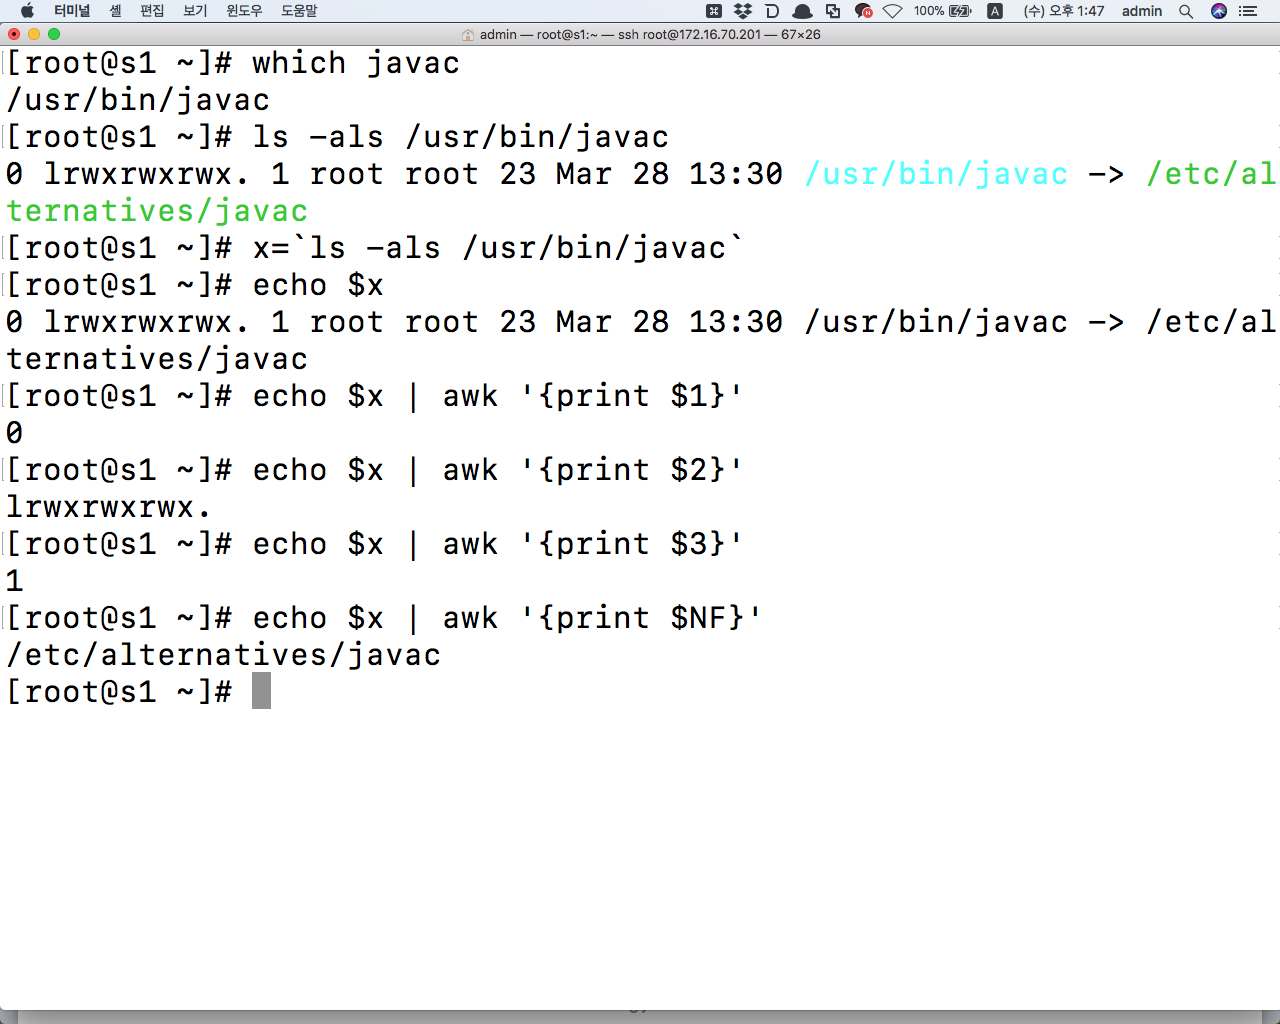 터미널 셸 편집 보기 윈도우 도움말 100% A (수) 오후 1:47 admin
admin — root@s1:~ — ssh root@172.16.70.201 — 67×26
[root@s1 ~]# which javac
/usr/bin/javac
[root@s1 ~]# ls -als /usr/bin/javac
0 lrwxrwxrwx. 1 root root 23 Mar 28 13:30 /usr/bin/javac -> /etc/al
ternatives/javac
[root@s1 ~]# x=`ls -als /usr/bin/javac`
[root@s1 ~]# echo $x
0 lrwxrwxrwx. 1 root root 23 Mar 28 13:30 /usr/bin/javac -> /etc/al
ternatives/javac
[root@s1 ~]# echo $x | awk '{print $1}'
0
[root@s1 ~]# echo $x | awk '{print $2}'
lrwxrwxrwx.
[root@s1 ~]# echo $x | awk '{print $3}'
1
[root@s1 ~]# echo $x | awk '{print $NF}'
/etc/alternatives/javac
[root@s1 ~]#